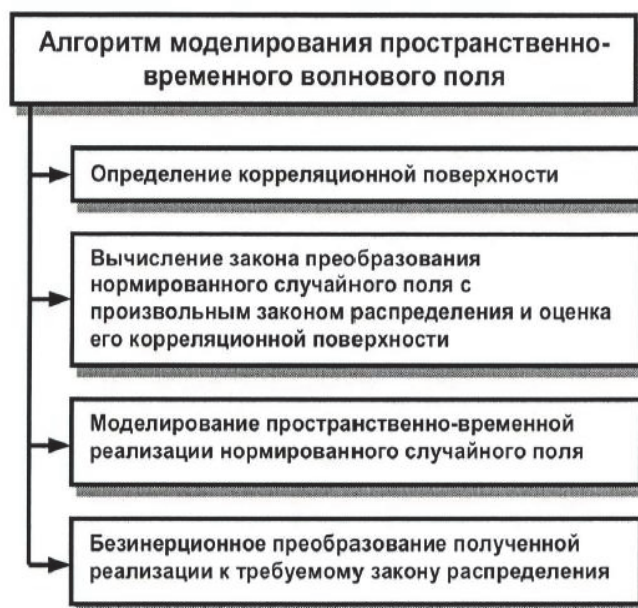 Алгоритм моделирования пространственно-
временного волнового поля
Определение корреляционной поверхности
Вычисление закона преобразования
нормированного случайного поля с
произвольным законом распределения и оценка
его корреляционной поверхности
Моделирование пространственно-временной
реализации нормированного случайного поля
Безинерционное преобразование полученной
реализации к требуемому закону распределения